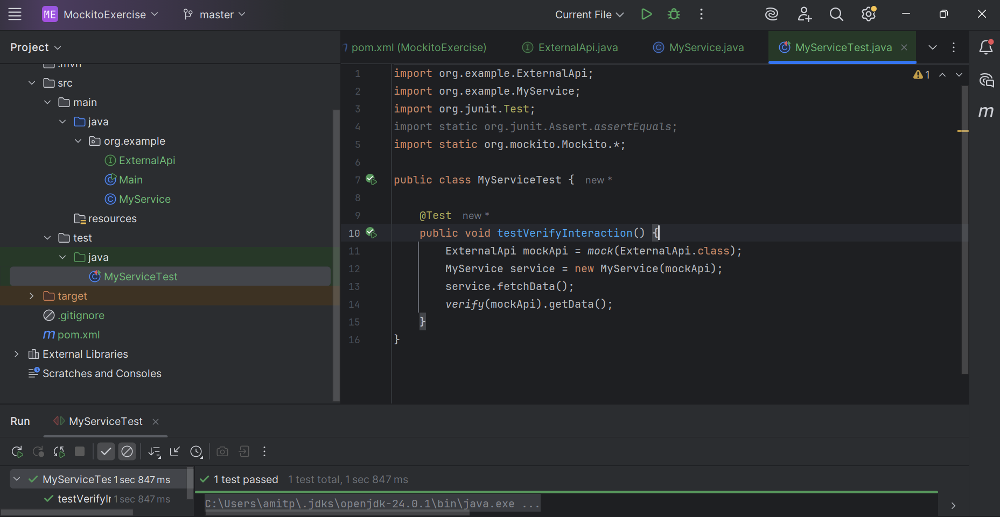 ME MockitoExercise master Current File
Project
pom.xml (MockitoExercise) ExternalApi.java MyService.java MyServiceTest.java
.mvn
src
main
java
org.example
ExternalApi
Main
MyService
resources
test
java
MyServiceTest
target
.gitignore
pom.xml
External Libraries
Scratches and Consoles
1 import org.example.ExternalApi;
2 import org.example.MyService;
3 import org.junit.Test;
4 import static org.junit.Assert.assertEquals;
5 import static org.mockito.Mockito.*;
6
7 public class MyServiceTest { new *
8
9 @Test new *
10 public void testVerifyInteraction() {
11 ExternalApi mockApi = mock(ExternalApi.class);
12 MyService service = new MyService(mockApi);
13 service.fetchData();
14 verify(mockApi).getData();
15 }
16 }
1
m
Run MyServiceTest
MyServiceTes 1 sec 847 ms
testVerifyIr 1 sec 847 ms
1 test passed 1 test total, 1 sec 847 ms
C:\Users\amitp\.jdks\openjdk-24.0.1\bin\java.exe ...